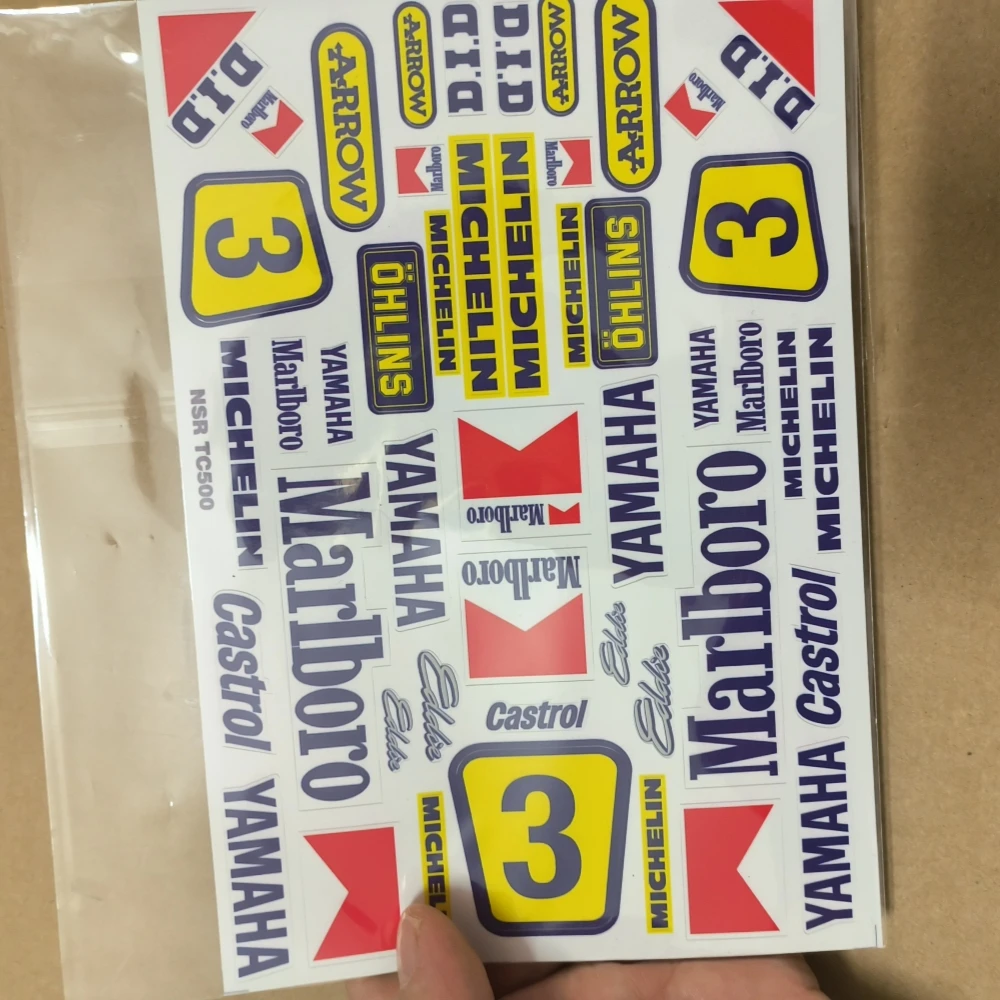 D.I.D
Marlboro
ARROW
ARROW
D.I.D
D.I.D
ARROW
ARROW
Marlboro
D.I.D
3
Marlboro
MICHELIN
MICHELIN
Marlboro
3
ÖHLINS
MICHELIN
MICHELIN
ÖHLINS
NSR TC500
MICHELIN
Marlboro
YAMAHA
YAMAHA
Marlboro
MICHELIN
MICHELIN
Marlboro
YAMAHA
Marlboro
Marlboro
YAMAHA
Marlboro
Castrol
Eddie
Eddie
Castrol
Eddie
Eddie
Castrol
YAMAHA
MICHEL
3
MICHELIN
YAMAHA